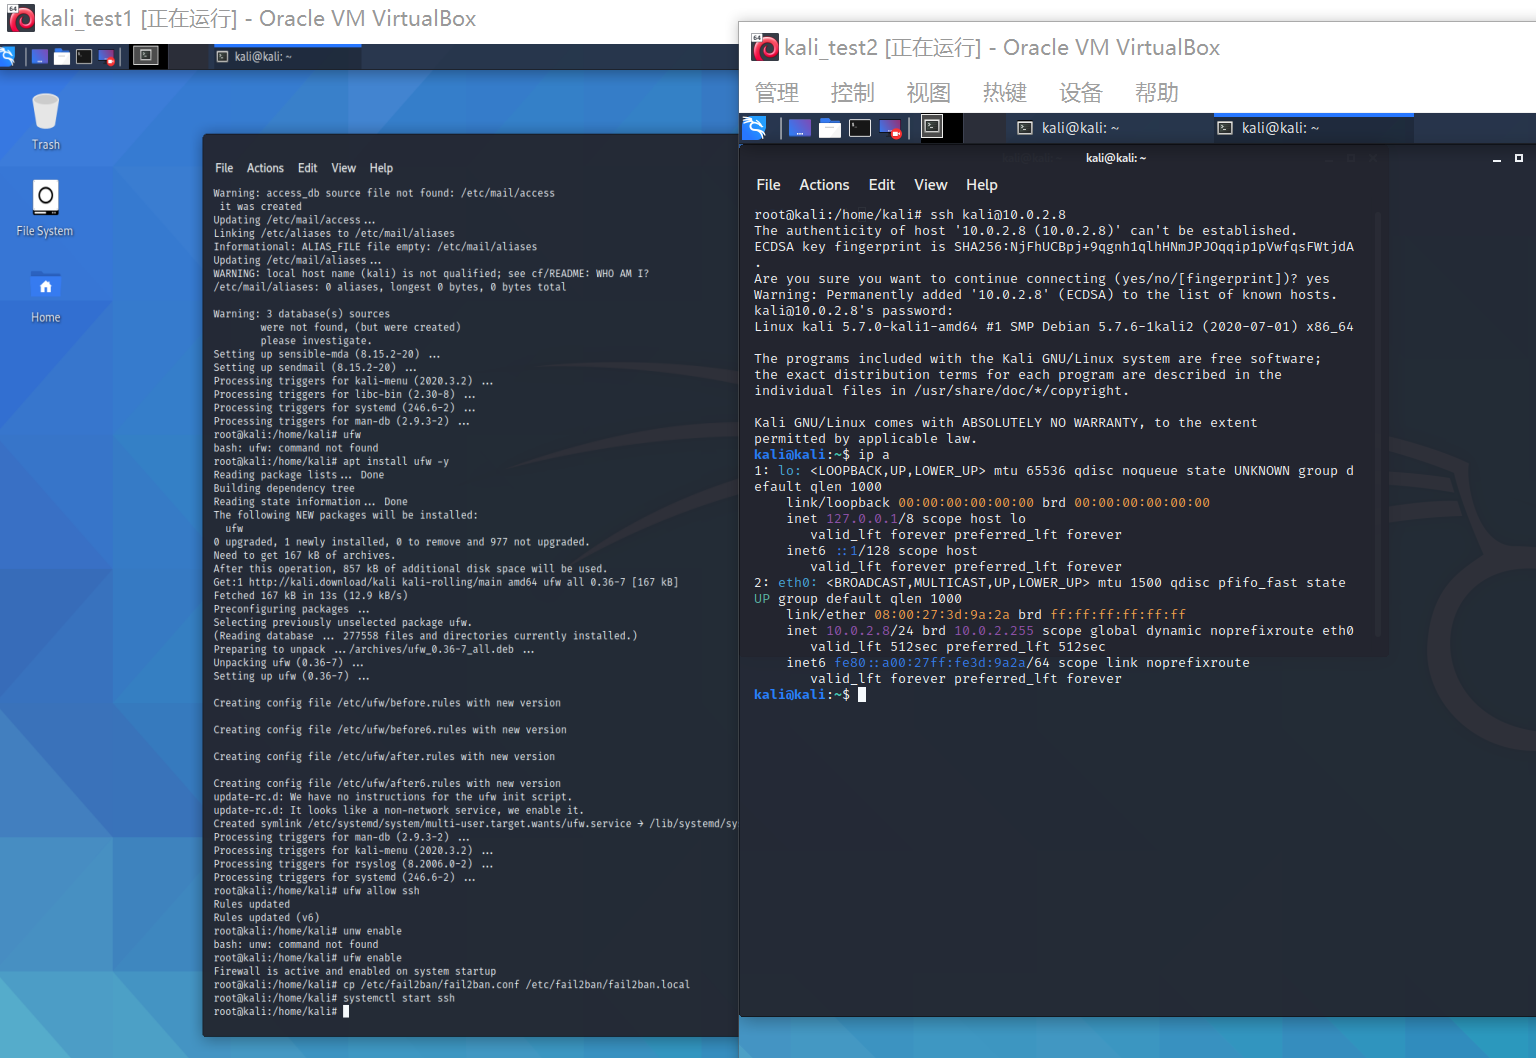 kali_test1 [正在运行] - Oracle VM VirtualBox
kali@kali: ~
Trash
File System
Home
File Actions Edit View Help
Warning: access_db source file not found: /etc/mail/access
 it was created
Updating /etc/mail/access...
Linking /etc/aliases to /etc/mail/aliases
Informational: ALIAS_FILE file empty: /etc/mail/aliases
Updating /etc/mail/aliases...
WARNING: local host name (kali) is not qualified; see cf/README: WHO AM I?
/etc/mail/aliases: 0 aliases, longest 0 bytes, 0 bytes total
Warning: 3 database(s) sources
were not found, (but were created)
please investigate.
Setting up sensible-mda (8.15.2-20) ...
Setting up sendmail (8.15.2-20) ...
Processing triggers for kali-menu (2020.3.2) ...
Processing triggers for libc-bin (2.30-8) ...
Processing triggers for systemd (246.6-2) ...
Processing triggers for man-db (2.9.3-2) ...
root@kali:/home/kali# ufw
bash: ufw: command not found
root@kali:/home/kali# apt install ufw -y
Reading package lists... Done
Building dependency tree
Reading state information... Done
The following NEW packages will be installed:
ufw
0 upgraded, 1 newly installed, 0 to remove and 977 not upgraded.
Need to get 167 kB of archives.
After this operation, 857 kB of additional disk space will be used.
Get:1 http://kali.download/kali kali-rolling/main amd64 ufw all 0.36-7 [167 kB]
Fetched 167 kB in 13s (12.9 kB/s)
Preconfiguring packages ...
Selecting previously unselected package ufw.
(Reading database ... 277558 files and directories currently installed.)
Preparing to unpack .../archives/ufw_0.36-7_all.deb ...
Unpacking ufw (0.36-7) ...
Setting up ufw (0.36-7) ...
Creating config file /etc/ufw/before.rules with new version
Creating config file /etc/ufw/before6.rules with new version
Creating config file /etc/ufw/after.rules with new version
Creating config file /etc/ufw/after6.rules with new version
update-rc.d: We have no instructions for the ufw init script.
update-rc.d: It looks like a non-network service, we enable it.
Created symlink /etc/systemd/system/multi-user.target.wants/ufw.service → /lib/systemd/sy
Processing triggers for man-db (2.9.3-2) ...
Processing triggers for kali-menu (2020.3.2) ...
Processing triggers for rsyslog (8.2006.0-2) ...
Processing triggers for systemd (246.6-2) ...
root@kali:/home/kali# ufw allow ssh
Rules updated
Rules updated (v6)
root@kali:/home/kali# unw enable
bash: unw: command not found
root@kali:/home/kali# ufw enable
Firewall is active and enabled on system startup
root@kali:/home/kali# cp /etc/fail2ban/fail2ban.conf /etc/fail2ban/fail2ban.local
root@kali:/home/kali# systemctl start ssh
root@kali:/home/kali#
kali_test2 [正在运行] - Oracle VM VirtualBox
管理 控制 视图 热键 设备 帮助
kali@kali: ~ kali@kali: ~
kali@kali: ~
File Actions Edit View Help
root@kali:/home/kali# ssh kali@10.0.2.8
The authenticity of host '10.0.2.8 (10.0.2.8)' can't be established.
ECDSA key fingerprint is SHA256:NjFhUCBpj+9qgnh1qlhHNmJPJOqqip1pVwfqsFWtjdA
.
Are you sure you want to continue connecting (yes/no/[fingerprint])? yes
Warning: Permanently added '10.0.2.8' (ECDSA) to the list of known hosts.
kali@10.0.2.8's password:
Linux kali 5.7.0-kali1-amd64 #1 SMP Debian 5.7.6-1kali2 (2020-07-01) x86_64
The programs included with the Kali GNU/Linux system are free software;
the exact distribution terms for each program are described in the
individual files in /usr/share/doc/*/copyright.
Kali GNU/Linux comes with ABSOLUTELY NO WARRANTY, to the extent
permitted by applicable law.
kali@kali:~$ ip a
1: lo: <LOOPBACK,UP,LOWER_UP> mtu 65536 qdisc noqueue state UNKNOWN group d
efault qlen 1000
link/loopback 00:00:00:00:00:00 brd 00:00:00:00:00:00
inet 127.0.0.1/8 scope host lo
valid_lft forever preferred_lft forever
inet6 ::1/128 scope host
valid_lft forever preferred_lft forever
2: eth0: <BROADCAST,MULTICAST,UP,LOWER_UP> mtu 1500 qdisc pfifo_fast state
UP group default qlen 1000
link/ether 08:00:27:3d:9a:2a brd ff:ff:ff:ff:ff:ff
inet 10.0.2.8/24 brd 10.0.2.255 scope global dynamic noprefixroute eth0
valid_lft 512sec preferred_lft 512sec
inet6 fe80::a00:27ff:fe3d:9a2a/64 scope link noprefixroute
valid_lft forever preferred_lft forever
kali@kali:~$